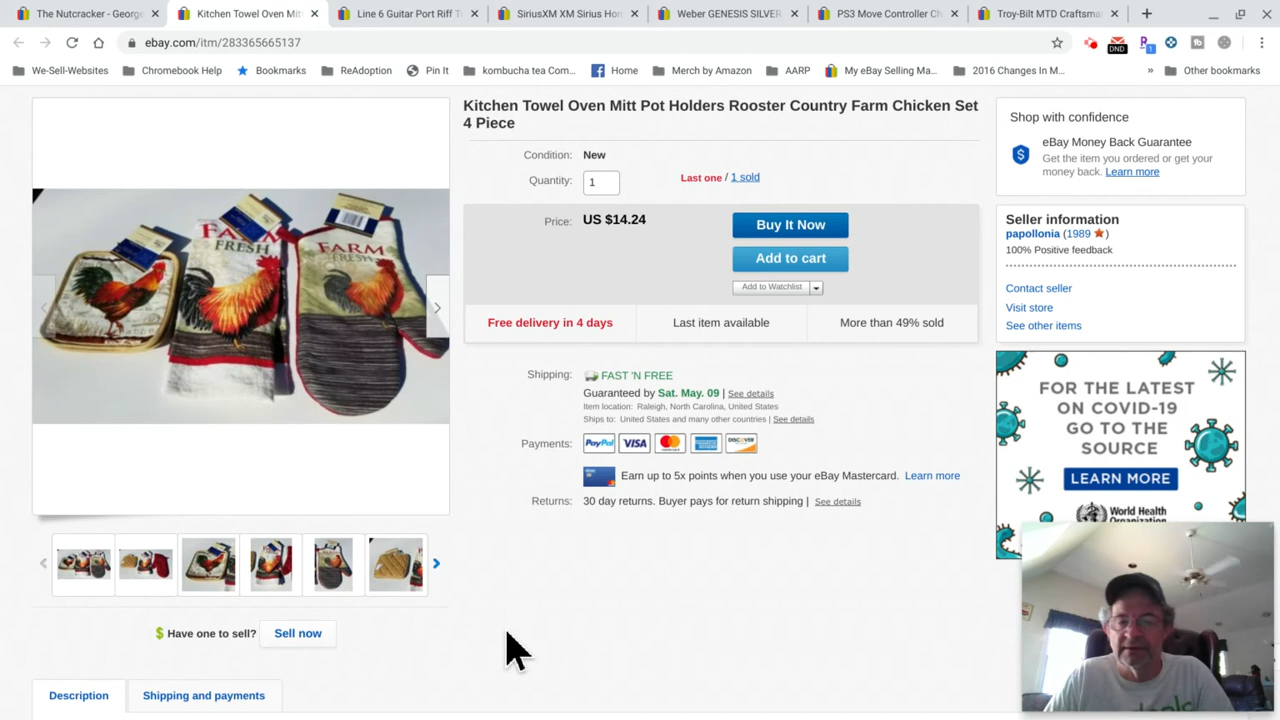 The Nutcracker - George
Kitchen Towel Oven Mitt
Line 6 Guitar Port Riff T
SiriusXM XM Sirius Hon
Weber GENESIS SILVER
PS3 Move Controller Ch
Troy-Bilt MTD Craftsma
ebay.com/itm/283365665137
DND
1
We-Sell-Websites
Chromebook Help
Bookmarks
ReAdoption
Pin It
kombucha tea Com...
Home
Merch by Amazon
AARP
My eBay Selling Ma...
2016 Changes In M...
» Other bookmarks
Kitchen Towel Oven Mitt Pot Holders Rooster Country Farm Chicken Set
4 Piece
Condition: New
Quantity: 1
Last one / 1 sold
Price: US $14.24
Buy It Now
Add to cart
Add to Watchlist
Free delivery in 4 days
Last item available
More than 49% sold
Shipping: FAST 'N FREE
Guaranteed by Sat. May. 09 | See details
Item location: Raleigh, North Carolina, United States
Ships to: United States and many other countries | See details
Payments: PayPal VISA MasterCard AMERICAN EXPRESS DISCOVER
Earn up to 5x points when you use your eBay Mastercard. Learn more
Returns: 30 day returns. Buyer pays for return shipping | See details
FARM
FRESH
FARM
FRESH
$ Have one to sell? Sell now
Description
Shipping and payments
Shop with confidence
eBay Money Back Guarantee
Get the item you ordered or get your
money back. Learn more
Seller information
papollonia (1989 )
100% Positive feedback
Contact seller
Visit store
See other items
FOR THE LATEST
ON COVID-19
GO TO THE
SOURCE
LEARN MORE
World Health
Organization